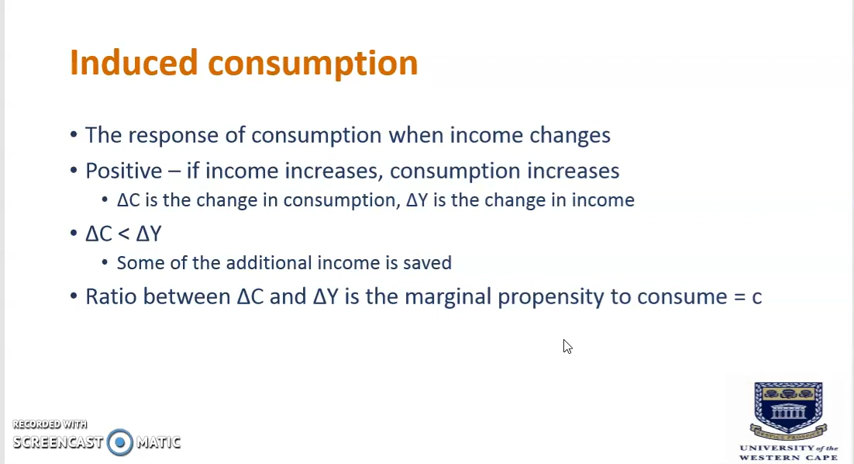 Induced consumption
• The response of consumption when income changes
• Positive – if income increases, consumption increases
• ΔC is the change in consumption, ΔY is the change in income
• ΔC < ΔY
• Some of the additional income is saved
• Ratio between ΔC and ΔY is the marginal propensity to consume = c
RECORDED WITH
SCREENCAST MATIC
UNIVERSITY of the
WESTERN CAPE